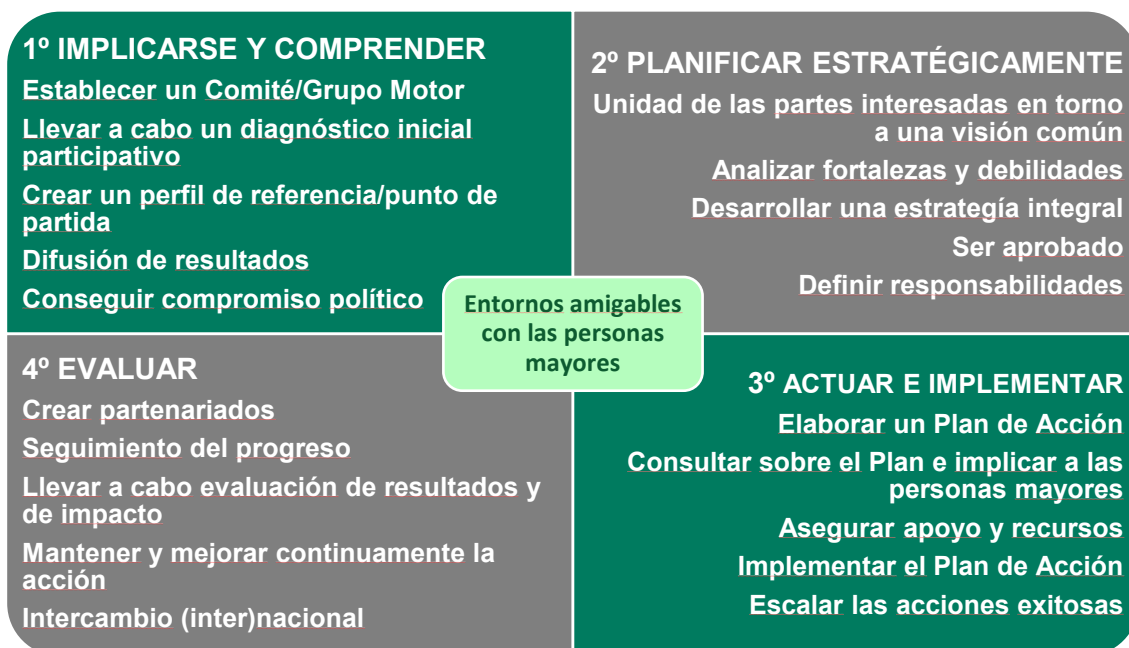 1º IMPLICARSE Y COMPRENDER
Establecer un Comité/Grupo Motor
Llevar a cabo un diagnóstico inicial
participativo
Crear un perfil de referencia/punto de
partida
Difusión de resultados
Conseguir compromiso político
2º PLANIFICAR ESTRATÉGICAMENTE
Unidad de las partes interesadas en torno
a una visión común
Analizar fortalezas y debilidades
Desarrollar una estrategía integral
Ser aprobado
Definir responsabilidades
Entornos amigables
con las personas
mayores
4º EVALUAR
Crear partenariados
Seguimiento del progreso
Llevar a cabo evaluación de resultados y
de impacto
Mantener y mejorar continuamente la
acción
Intercambio (inter)nacional
3º ACTUAR E IMPLEMENTAR
Elaborar un Plan de Acción
Consultar sobre el Plan e implicar a las
personas mayores
Asegurar apoyo y recursos
Implementar el Plan de Acción
Escalar las acciones exitosas